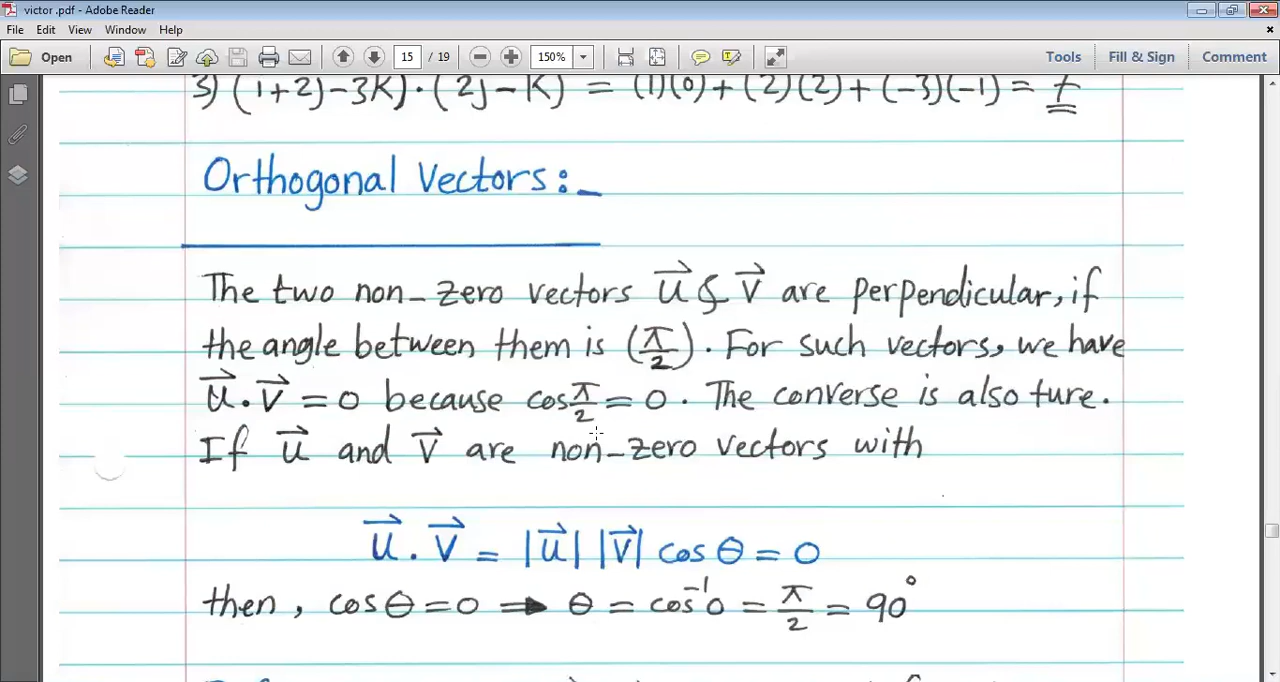 victor .pdf - Adobe Reader
File Edit View Window Help
Open 15 / 19 150% Tools Fill & Sign Comment
3) (i+2j-3k)·(2j-k) = (1)(0)+(2)(2)+(-3)(-1) = 7
Orthogonal Vectors:-
The two non-zero vectors u⃗ & v⃗ are perpendicular, if
the angle between them is (π/2). For such vectors, we have
u⃗.v⃗ = 0 because cos π/2 = 0. The converse is also ture.
If u⃗ and v⃗ are non-zero vectors with
u⃗.v⃗ = |u⃗| |v⃗| cos θ = 0
then, cos θ = 0 ⇒ θ = cos⁻¹0 = π/2 = 90°